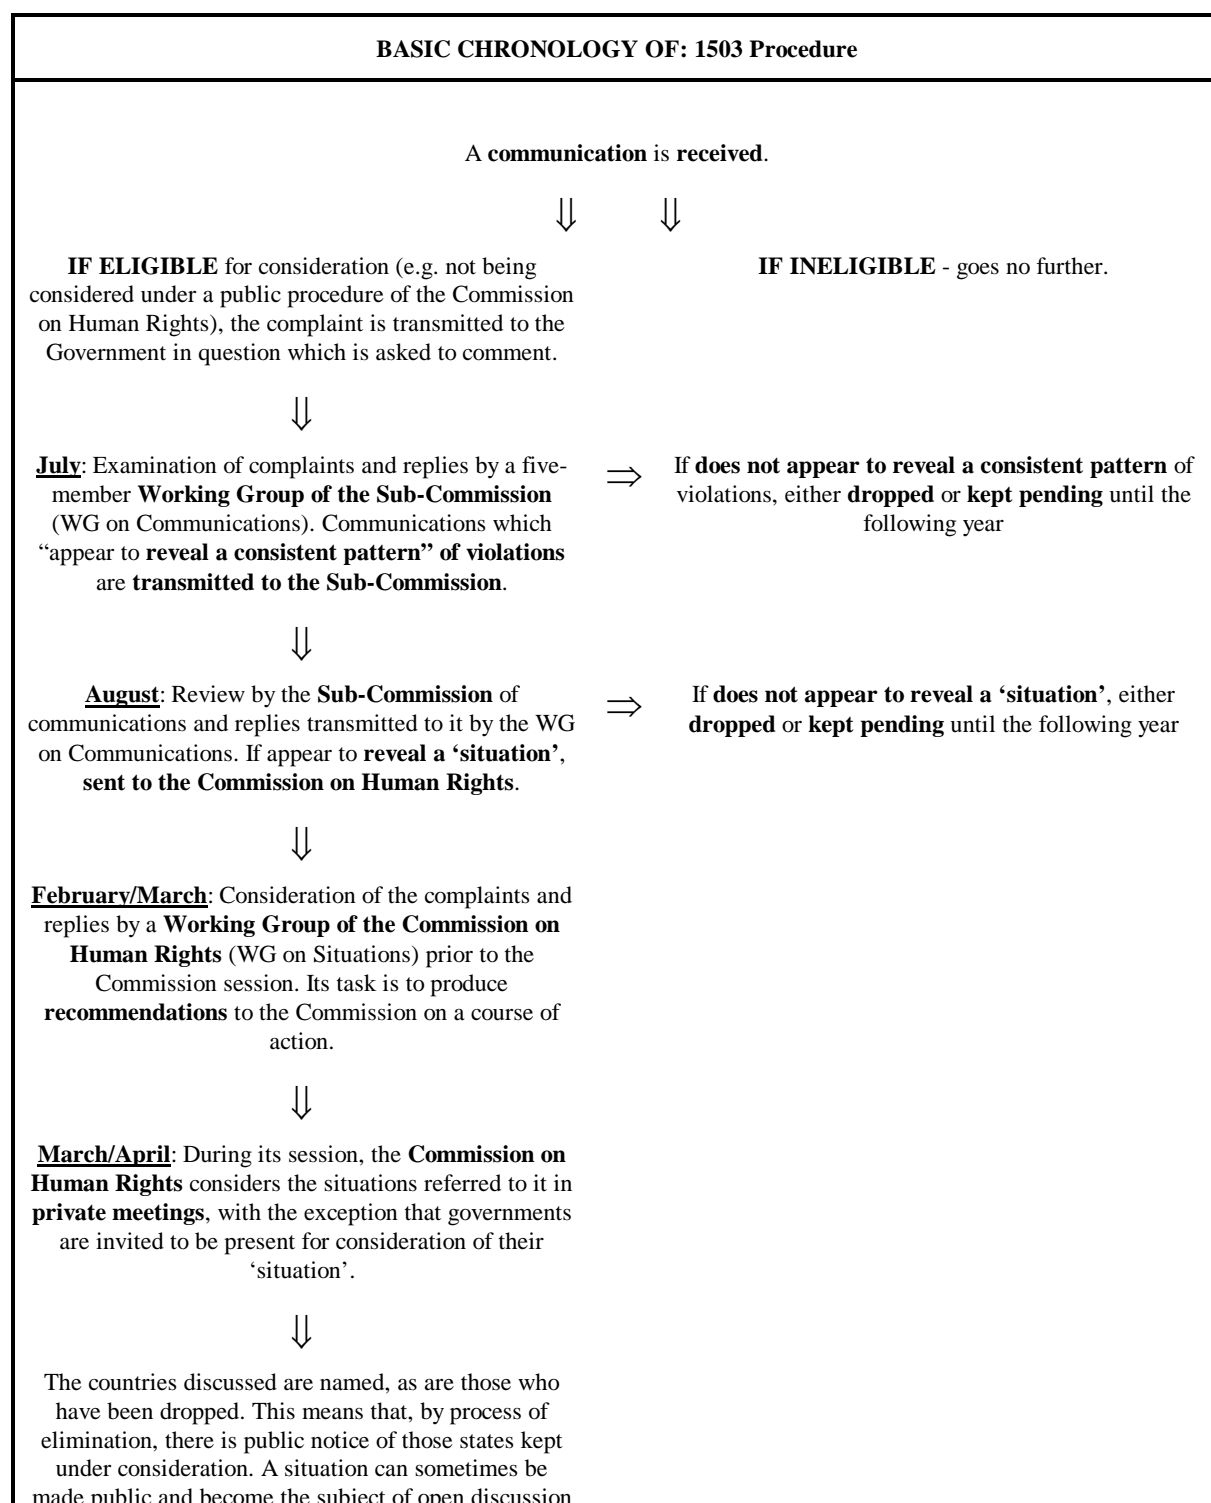 BASIC CHRONOLOGY OF: 1503 Procedure
A communication is received.
⇓ ⇓
IF ELIGIBLE for consideration (e.g. not being
considered under a public procedure of the Commission
on Human Rights), the complaint is transmitted to the
Government in question which is asked to comment.
IF INELIGIBLE - goes no further.
⇓
July: Examination of complaints and replies by a five-
member Working Group of the Sub-Commission
(WG on Communications). Communications which
“appear to reveal a consistent pattern” of violations
are transmitted to the Sub-Commission.
⇒
If does not appear to reveal a consistent pattern of
violations, either dropped or kept pending until the
following year
⇓
August: Review by the Sub-Commission of
communications and replies transmitted to it by the WG
on Communications. If appear to reveal a ‘situation’,
sent to the Commission on Human Rights.
⇒
If does not appear to reveal a ‘situation’, either
dropped or kept pending until the following year
⇓
February/March: Consideration of the complaints and
replies by a Working Group of the Commission on
Human Rights (WG on Situations) prior to the
Commission session. Its task is to produce
recommendations to the Commission on a course of
action.
⇓
March/April: During its session, the Commission on
Human Rights considers the situations referred to it in
private meetings, with the exception that governments
are invited to be present for consideration of their
‘situation’.
⇓
The countries discussed are named, as are those who
have been dropped. This means that, by process of
elimination, there is public notice of those states kept
under consideration. A situation can sometimes be
made public and become the subject of open discussion